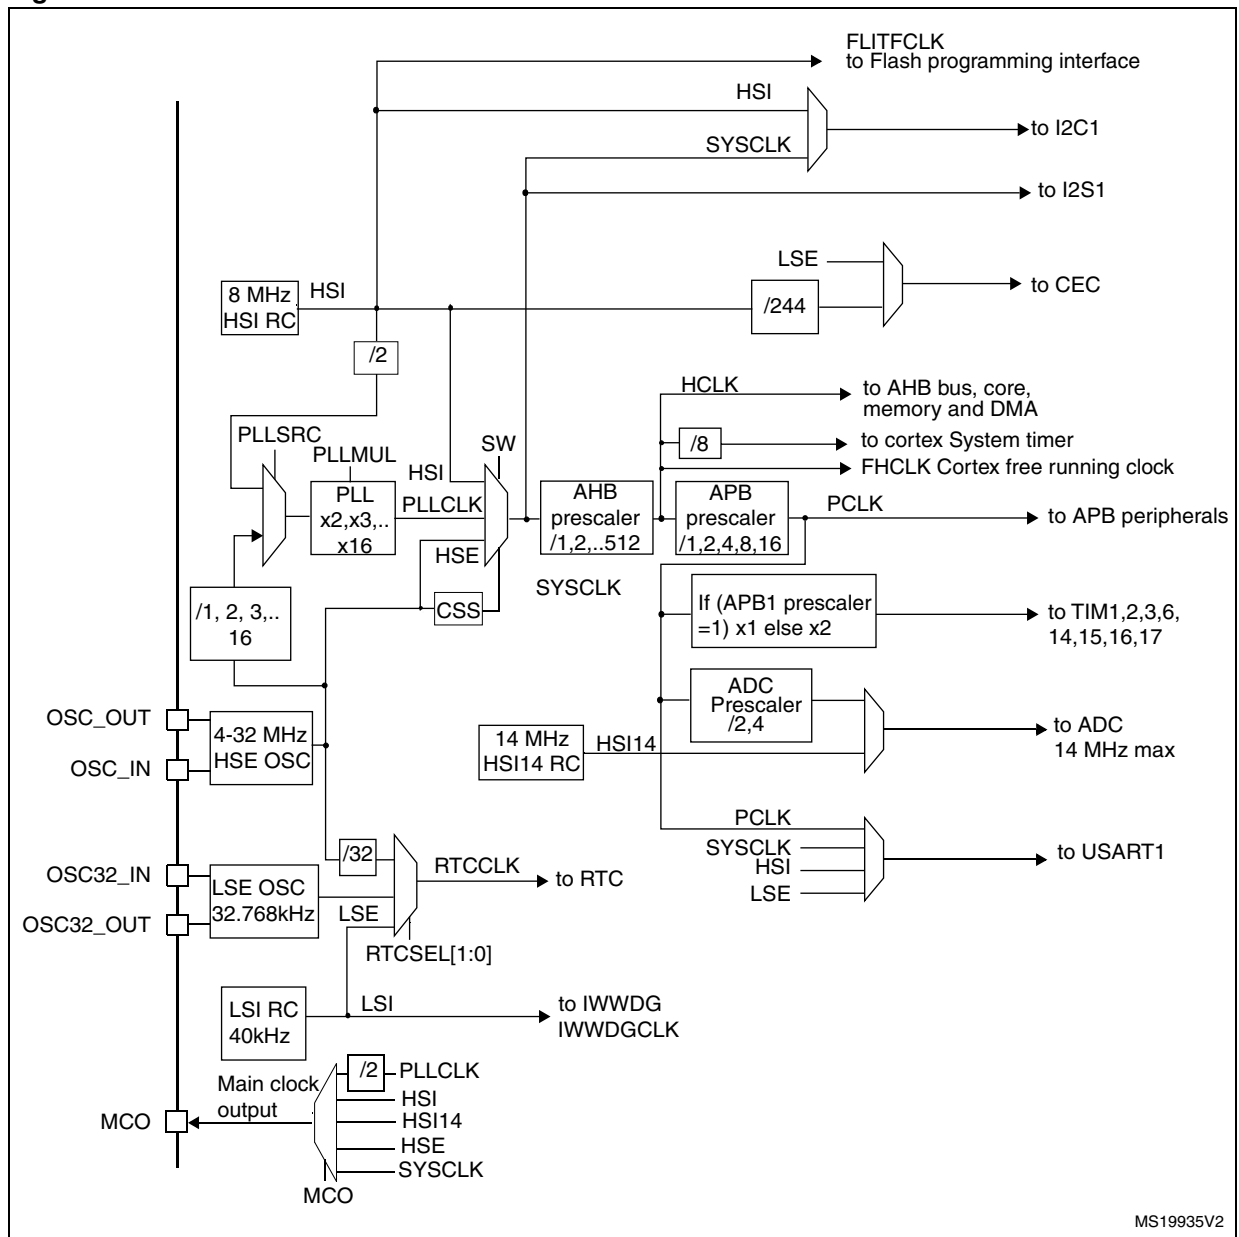 FLITFCLK
to Flash programming interface
HSI
to I2C1
SYSCLK
to I2S1
LSE
to CEC
8 MHz
HSI RC
HSI
/244
/2
HCLK
to AHB bus, core,
memory and DMA
PLLSRC
PLLMUL
SW
/8
to cortex System timer
HSI
FHCLK Cortex free running clock
PLL
x2,x3,..
x16
PLLCLK
AHB
prescaler
/1,2,..512
APB
prescaler
/1,2,4,8,16
PCLK
to APB peripherals
HSE
SYSCLK
CSS
/1, 2, 3,..
16
If (APB1 prescaler
=1) x1 else x2
to TIM1,2,3,6,
14,15,16,17
ADC
Prescaler
/2,4
OSC_OUT
OSC_IN
4-32 MHz
HSE OSC
14 MHz
HSI14 RC
HSI14
to ADC
14 MHz max
PCLK
SYSCLK
HSI
LSE
to USART1
/32
OSC32_IN
OSC32_OUT
LSE OSC
32.768kHz
LSE
RTCCLK
to RTC
RTCSEL[1:0]
LSI RC
40kHz
LSI
to IWWDG
IWWDGCLK
/2
PLLCLK
Main clock
output
HSI
MCO
HSI14
HSE
SYSCLK
MCO
MS19935V2